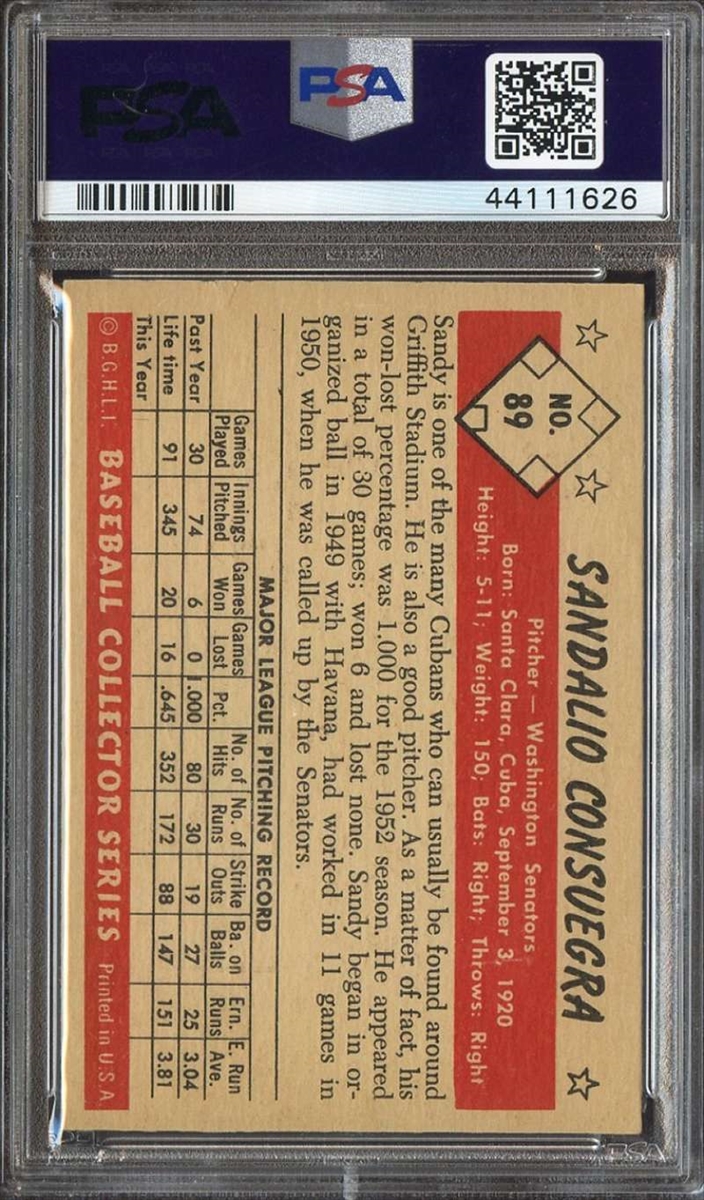 PSA
PSA
44111626
NO.
89
SANDALIO CONSUEGRA
Pitcher — Washington Senators
Born: Santa Clara, Cuba, September 3, 1920
Height: 5-11; Weight: 150; Bats: Right; Throws: Right
Sandy is one of the many Cubans who can usually be found around
Griffith Stadium. He is also a good pitcher. As a matter of fact, his
won-lost percentage was 1.000 for the 1952 season. He appeared
in a total of 30 games; won 6 and lost none. Sandy began in or-
ganized ball in 1949 with Havana, had worked in 11 games in
1950, when he was called up by the Senators.
MAJOR LEAGUE PITCHING RECORD
Games Innings Games Games No. of No. of Strike Ba. on Ern. E. Run
Played Pitched Won Lost Pct. Hits Runs Outs Balls Runs Ave.
Past Year 30 74 6 0 1.000 80 30 19 27 25 3.04
Life time 91 345 20 16 .645 352 172 88 147 151 3.81
This Year
© B.G.H.L.I. BASEBALL COLLECTOR SERIES Printed in U.S.A.
PSA